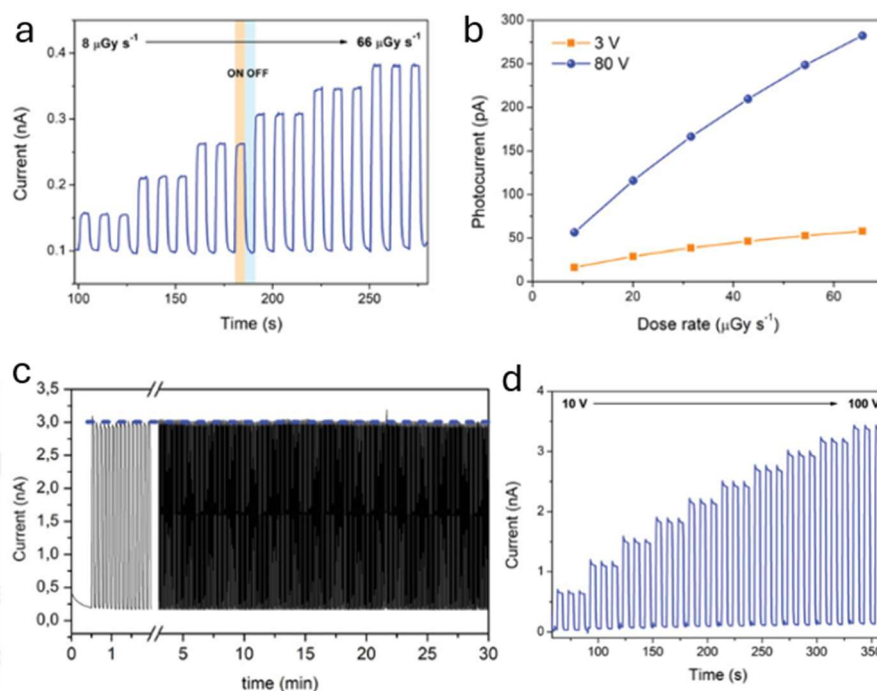 a
8 μGy s⁻¹
66 μGy s⁻¹
ON OFF
0.4
0.3
0.2
0.1
Current (nA)
100
150
200
250
Time (s)
b
3 V
80 V
300
250
200
150
100
50
0
Photocurrent (pA)
0
20
40
60
Dose rate (μGy s⁻¹)
c
3,5
3,0
2,5
2,0
1,5
1,0
0,5
0,0
Current (nA)
0
1
5
10
15
20
25
30
time (min)
d
10 V
100 V
4
3
2
1
0
Current (nA)
100
150
200
250
300
350
Time (s)